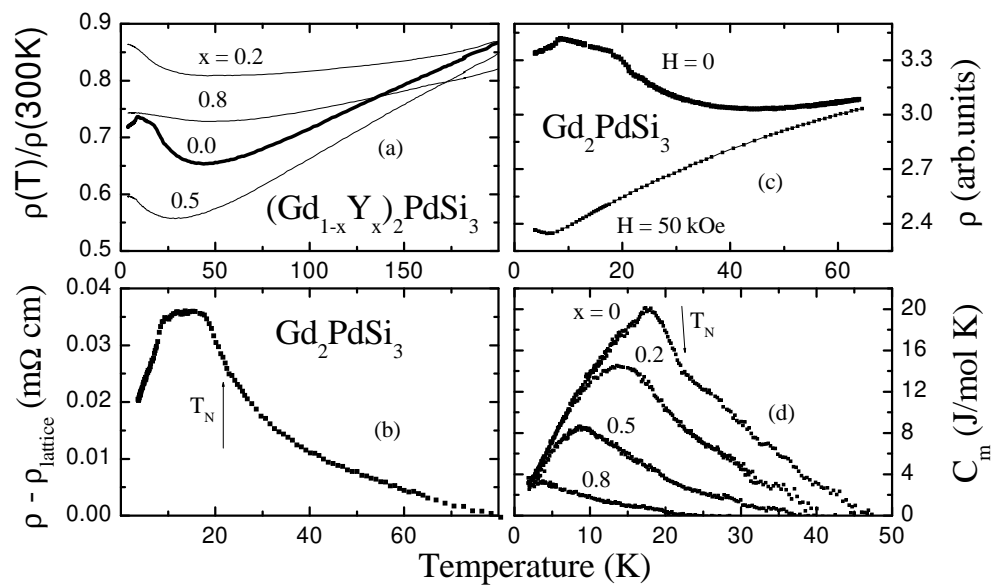 ρ(T)/ρ(300K)
0.9
0.8
0.7
0.6
0.5
x = 0.2
0.8
0.0
0.5
(a)
(Gd1-xYx)2PdSi3
0 50 100 150
H = 0
Gd2PdSi3
(c)
H = 50 kOe
0 20 40 60
3.3
3.0
2.7
2.4
ρ (arb.units)
ρ - ρlattice (mΩ cm)
0.04
0.03
0.02
0.01
0.00
Gd2PdSi3
TN
(b)
20 40 60
x = 0
TN
0.2
0.5
(d)
0.8
0 10 20 30 40 50
20
16
12
8
4
0
Cm (J/mol K)
Temperature (K)